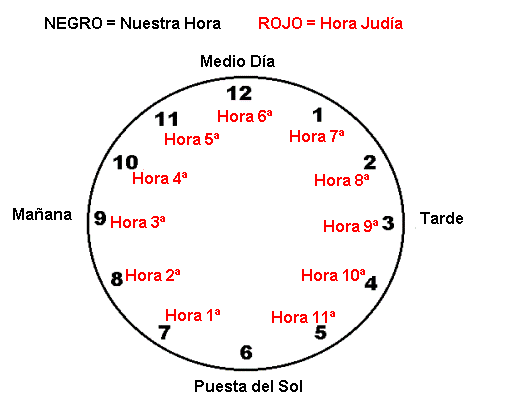 NEGRO = Nuestra Hora ROJO = Hora Judía
Medio Día
12
Hora 6ª
11
1
Hora 5ª
Hora 7ª
10
2
Hora 4ª
Hora 8ª
Mañana
9
Hora 3ª
Hora 9ª
3
Tarde
8
Hora 2ª
Hora 10ª
4
Hora 1ª
Hora 11ª
7
5
6
Puesta del Sol